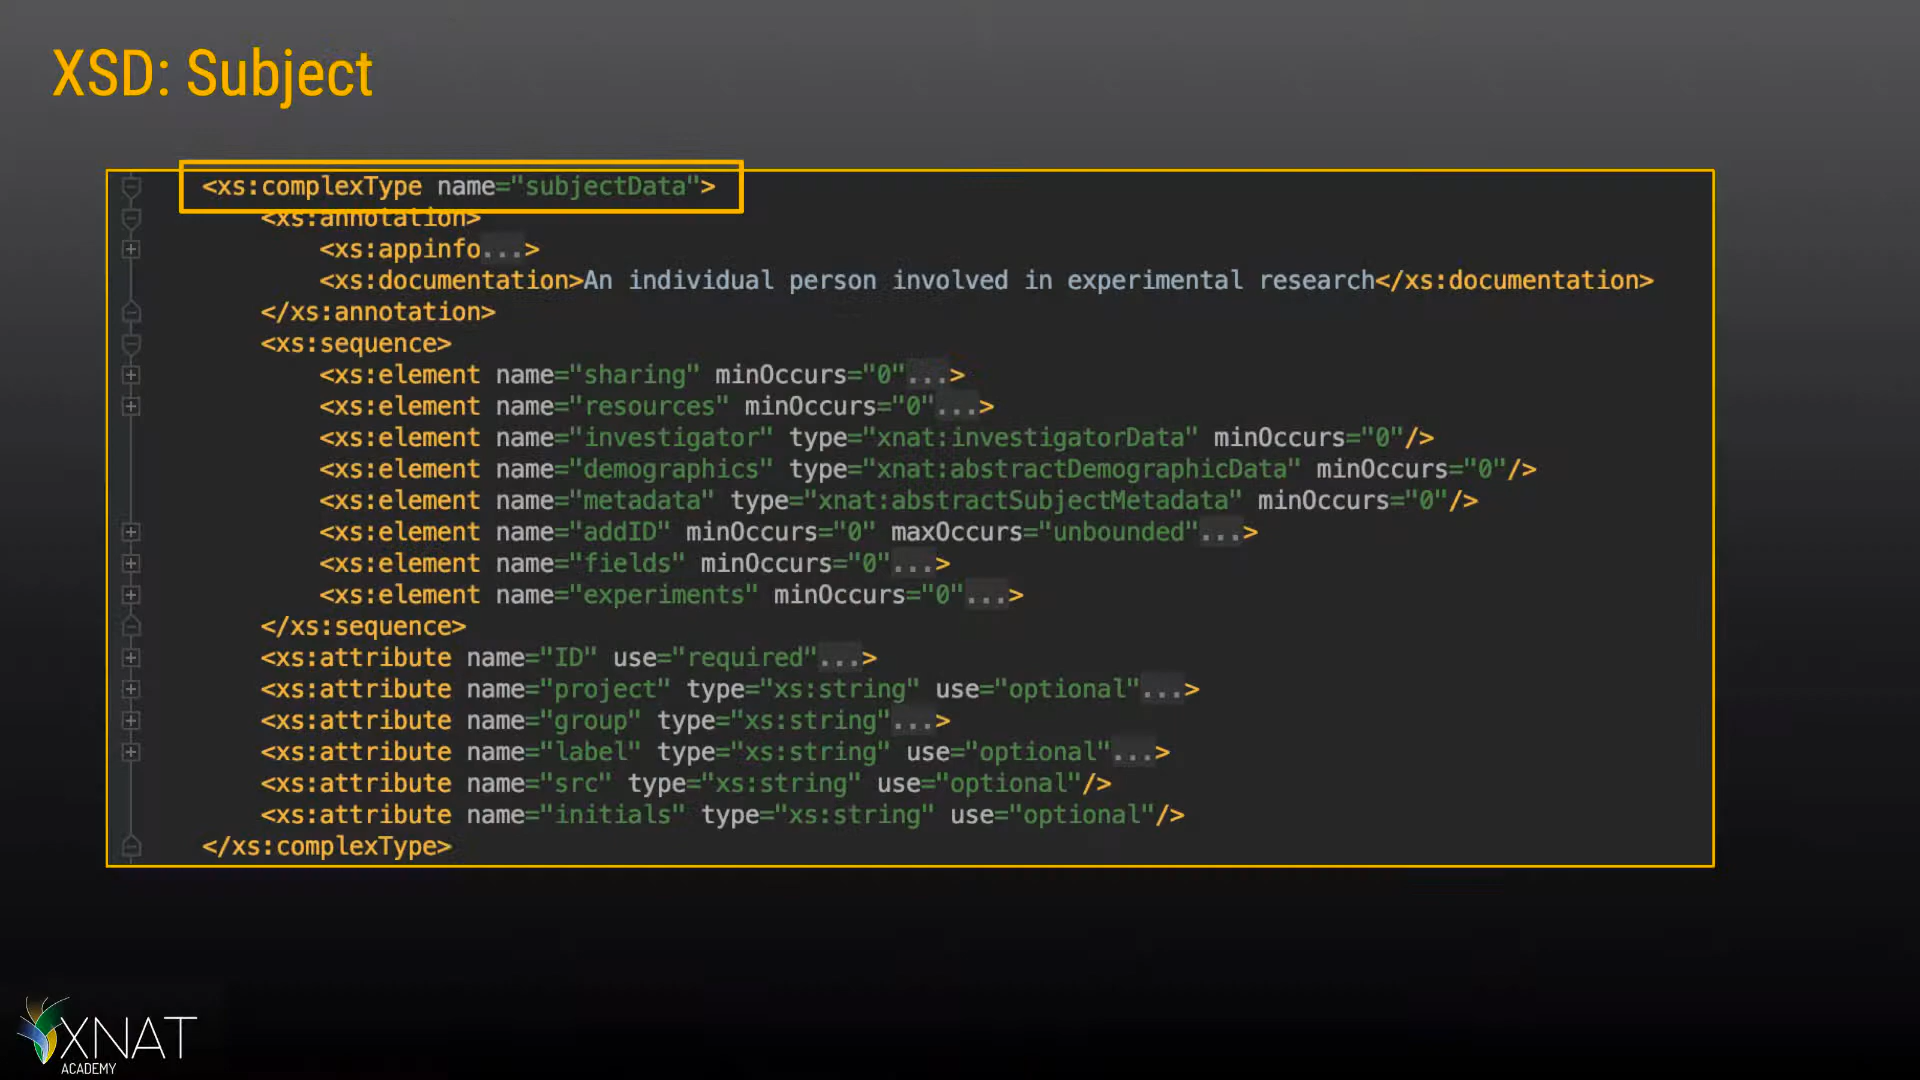 XSD: Subject
<xs:complexType name="subjectData">
<xs:annotation>
<xs:appinfo...>
<xs:documentation>An individual person involved in experimental research</xs:documentation>
</xs:annotation>
<xs:sequence>
<xs:element name="sharing" minOccurs="0"...>
<xs:element name="resources" minOccurs="0"...>
<xs:element name="investigator" type="xnat:investigatorData" minOccurs="0"/>
<xs:element name="demographics" type="xnat:abstractDemographicData" minOccurs="0"/>
<xs:element name="metadata" type="xnat:abstractSubjectMetadata" minOccurs="0"/>
<xs:element name="addID" minOccurs="0" maxOccurs="unbounded"...>
<xs:element name="fields" minOccurs="0"...>
<xs:element name="experiments" minOccurs="0"...>
</xs:sequence>
<xs:attribute name="ID" use="required"...>
<xs:attribute name="project" type="xs:string" use="optional"...>
<xs:attribute name="group" type="xs:string"...>
<xs:attribute name="label" type="xs:string" use="optional"...>
<xs:attribute name="src" type="xs:string" use="optional"/>
<xs:attribute name="initials" type="xs:string" use="optional"/>
</xs:complexType>
XNAT
ACADEMY